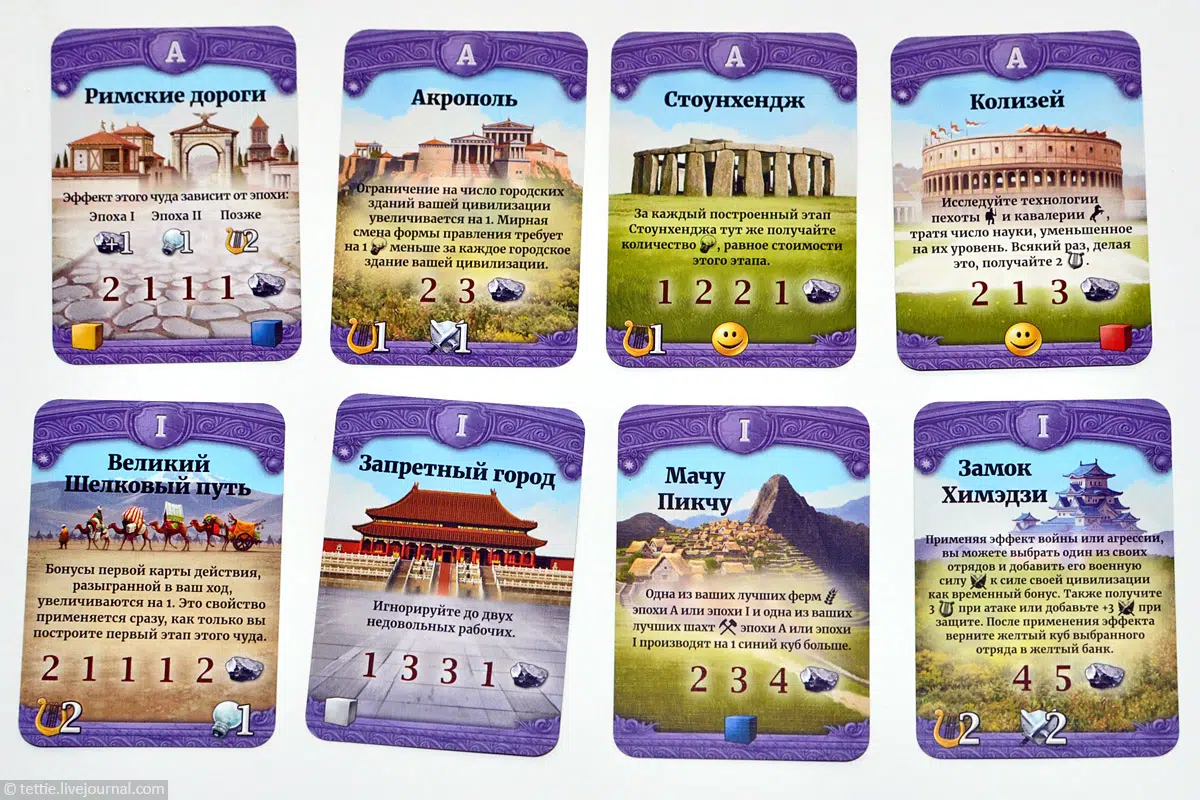 A
Римские дороги
Эффект этого чуда зависит от эпохи:
Эпоха I Эпоха II Позже
+1 1 2
2 1 1 1
A
Акрополь
Ограничение на число городских
зданий вашей цивилизации
увеличивается на 1. Мирная
смена формы правления требует
на 1 меньше за каждое городское
здание вашей цивилизации.
2 3
1 1
A
Стоунхендж
За каждый построенный этап
Стоунхенджа тут же получайте
количество , равное стоимости
этого этапа.
1 2 2 1
1
A
Колизей
Исследуйте технологии
пехоты и кавалерии ,
тратя число науки, уменьшенное
на их уровень. Всякий раз, делая
это, получайте 2 .
2 1 3
I
Великий
Шелковый путь
Бонусы первой карты действия,
разыгранной в ваш ход,
увеличиваются на 1. Это свойство
применяется сразу, как только вы
построите первый этап этого чуда.
2 1 1 1 2
2 1
I
Запретный город
Игнорируйте до двух
недовольных рабочих.
1 3 3 1
I
Мачу
Пикчу
Одна из ваших лучших ферм
эпохи А или эпохи I и одна из ваших
лучших шахт эпохи А или эпохи
I производят на 1 синий куб больше.
2 3 4
I
Замок
Химэдзи
Применяя эффект войны или агрессии,
вы можете выбрать один из своих
отрядов и добавить его военную
силу к силе своей цивилизации
как временный бонус. Также получите
3 при атаке или добавьте +3 при
защите. После применения эффекта
верните желтый куб выбранного
отряда в желтый банк.
4 5
2 2
© tettie.livejournal.com